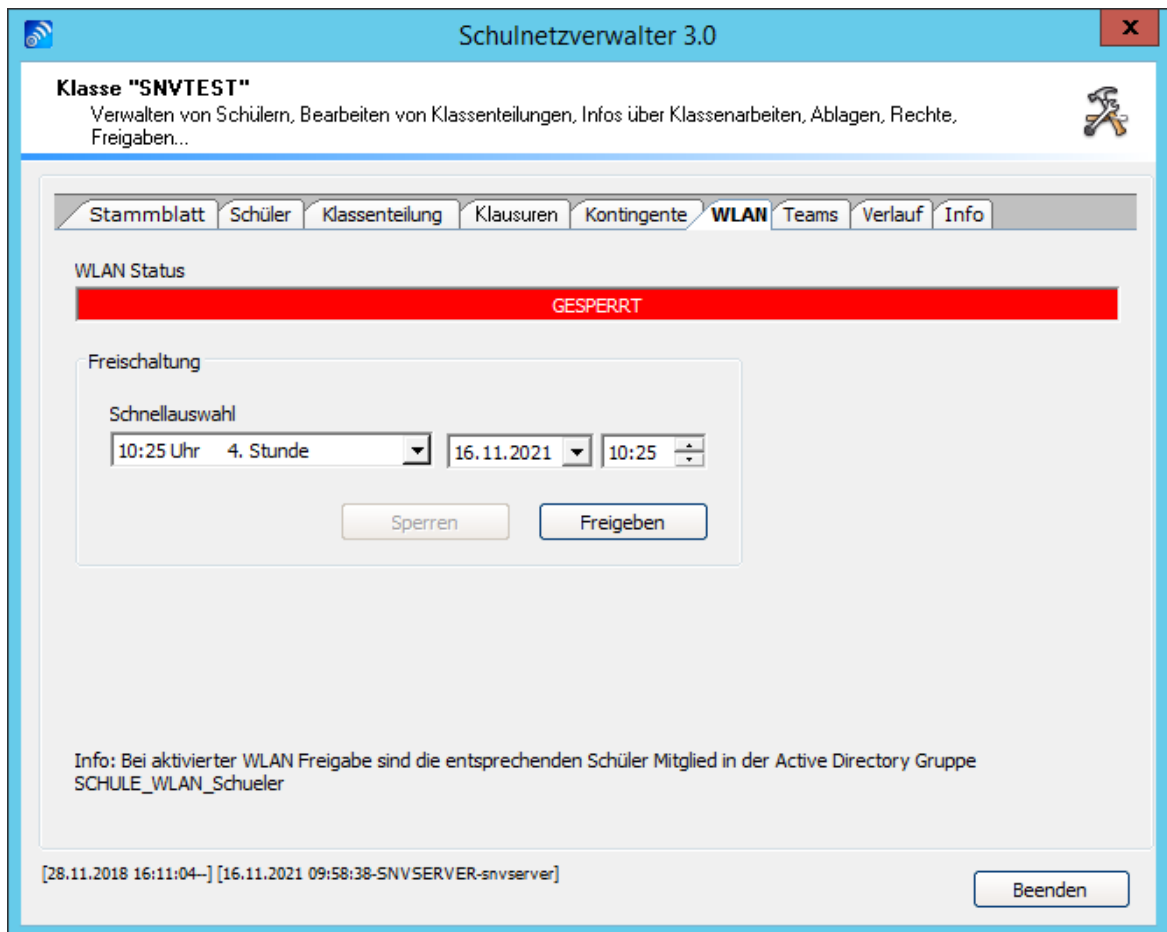 Schulnetzverwalter 3.0
x
Klasse "SNVTEST"
Verwalten von Schülern, Bearbeiten von Klassenteilungen, Infos über Klassenarbeiten, Ablagen, Rechte,
Freigaben...
Stammblatt Schüler Klassenteilung Klausuren Kontingente WLAN Teams Verlauf Info
WLAN Status
GESPERRT
Freischaltung
Schnellauswahl
10:25 Uhr 4. Stunde 16.11.2021 10:25
Sperren Freigeben
Info: Bei aktivierter WLAN Freigabe sind die entsprechenden Schüler Mitglied in der Active Directory Gruppe
SCHULE_WLAN_Schueler
[28.11.2018 16:11:04--] [16.11.2021 09:58:38-SNVSERVER-snvserver]
Beenden